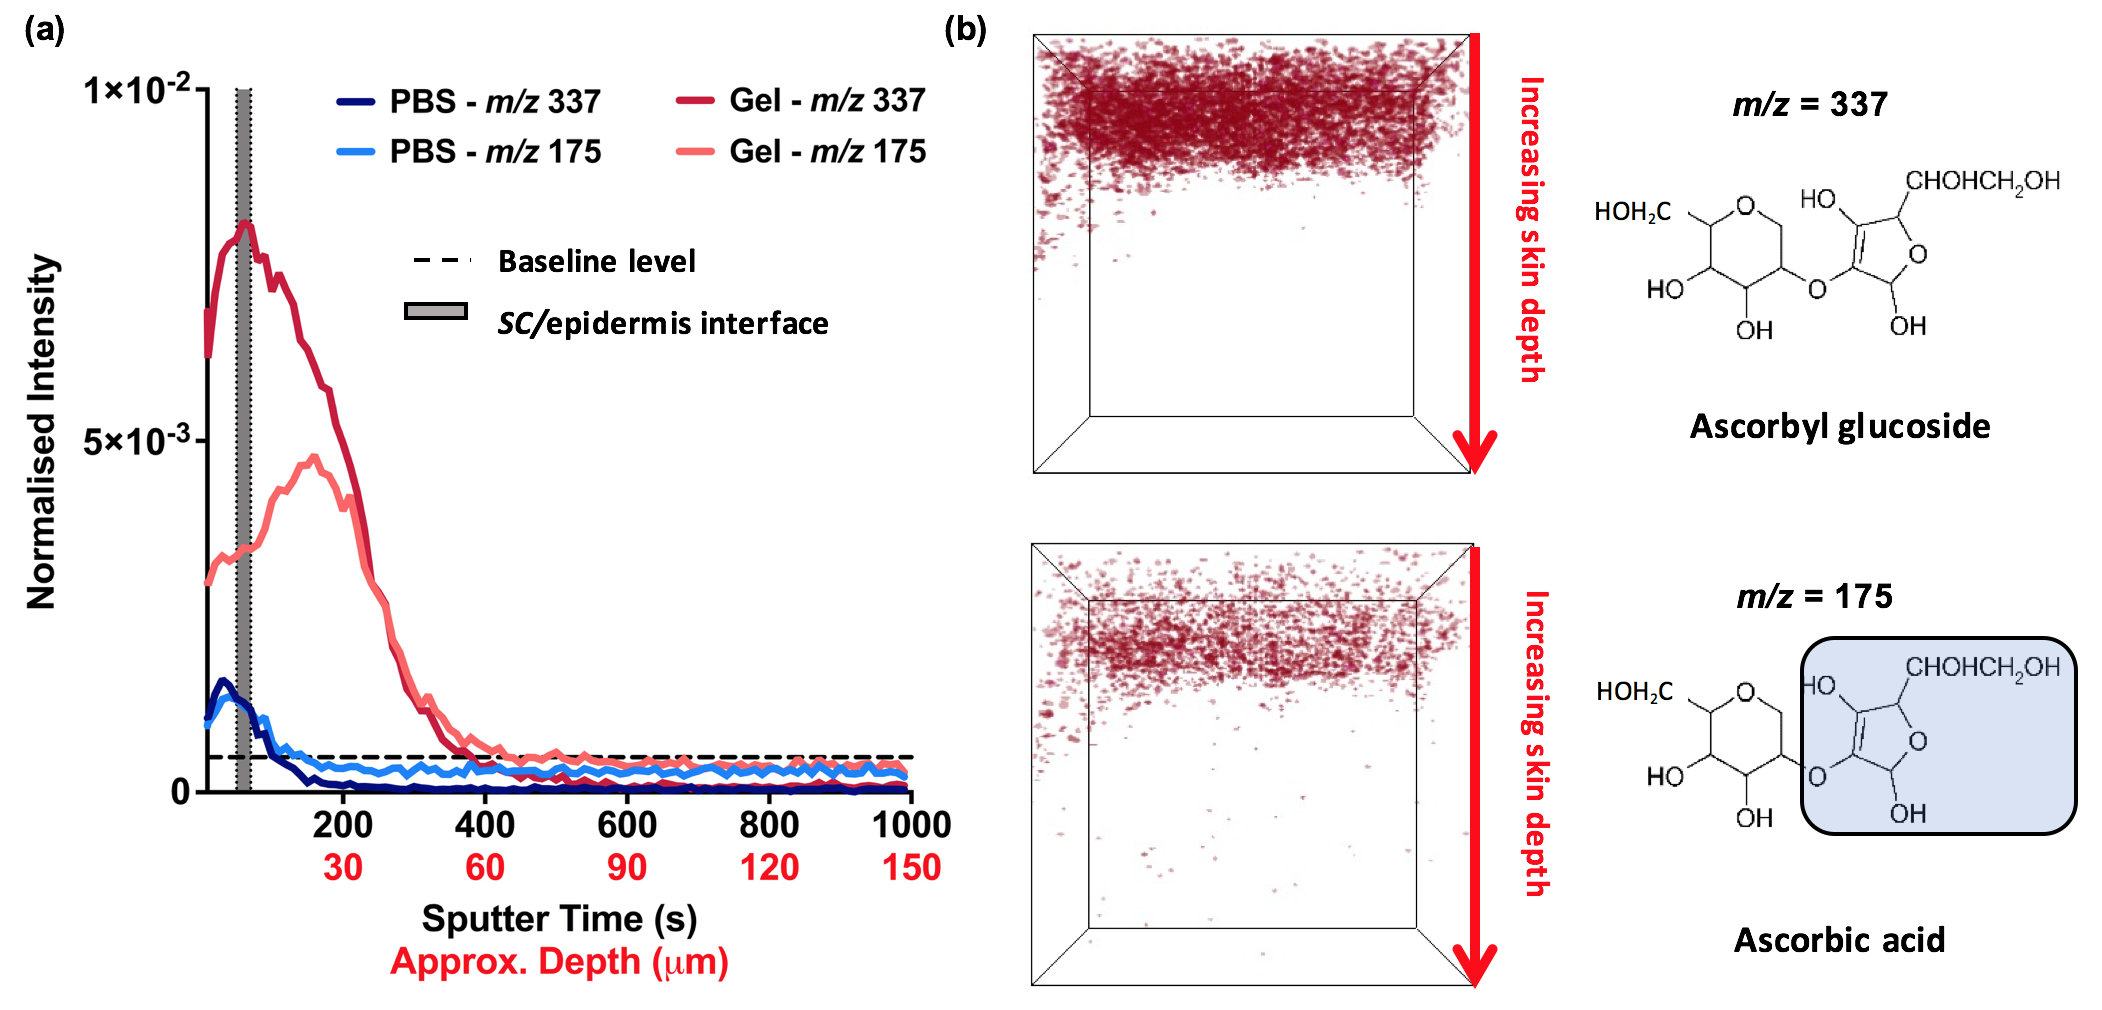 (a)
1×10⁻²
5×10⁻³
0
Normalised Intensity
PBS - m/z 337
PBS - m/z 175
Gel - m/z 337
Gel - m/z 175
Baseline level
SC/epidermis interface
200 400 600 800 1000
30 60 90 120 150
Sputter Time (s)
Approx. Depth (μm)
(b)
Increasing skin depth
m/z = 337
HOH₂C
O
HO
CHOHCH₂OH
O
HO
O
OH
OH
Ascorbyl glucoside
Increasing skin depth
m/z = 175
HOH₂C
O
HO
CHOHCH₂OH
O
HO
O
OH
OH
Ascorbic acid